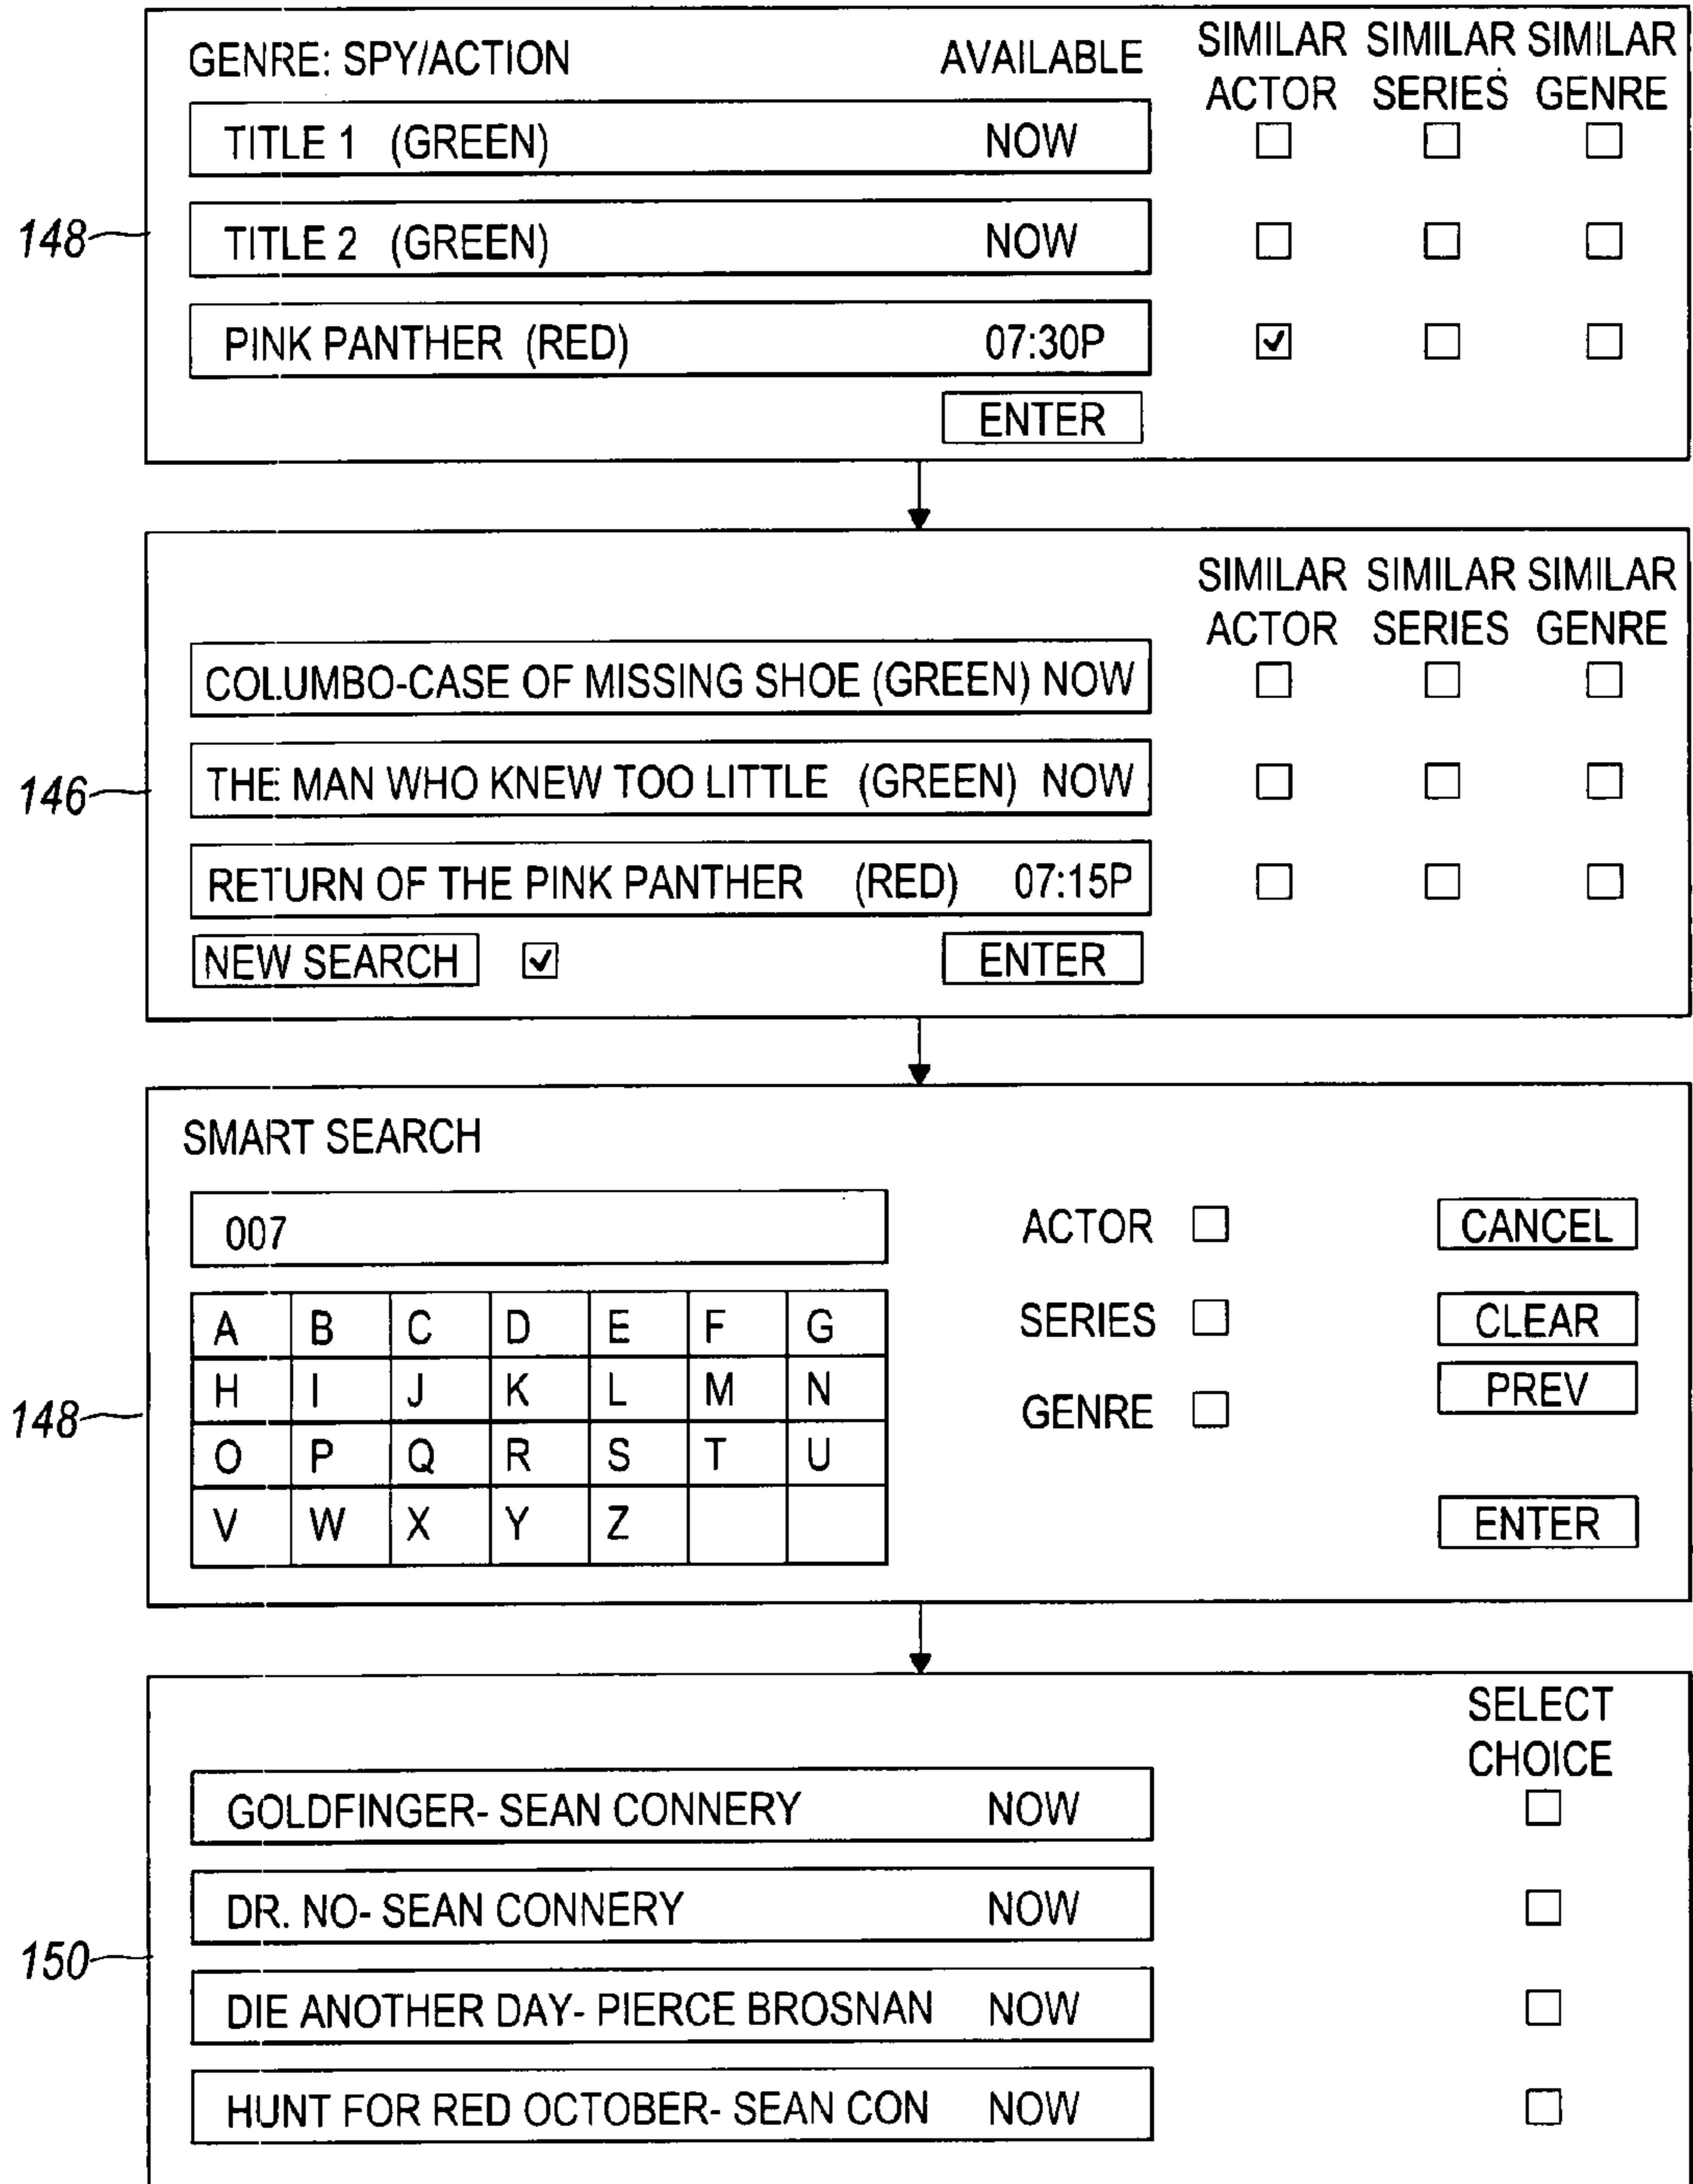 GENRE: SPY/ACTION AVAILABLE SIMILAR SIMILAR SIMILAR
ACTOR SERIES GENRE
TITLE 1 (GREEN) NOW
148 TITLE 2 (GREEN) NOW
PINK PANTHER (RED) 07:30P
ENTER
SIMILAR SIMILAR SIMILAR
ACTOR SERIES GENRE
COLUMBO-CASE OF MISSING SHOE (GREEN) NOW
146 THE MAN WHO KNEW TOO LITTLE (GREEN) NOW
RETURN OF THE PINK PANTHER (RED) 07:15P
NEW SEARCH ENTER
SMART SEARCH
007 ACTOR CANCEL
A B C D E F G SERIES CLEAR
H I J K L M N PREV
148 GENRE
O P Q R S T U
V W X Y Z ENTER
SELECT
CHOICE
GOLDFINGER- SEAN CONNERY NOW
DR. NO- SEAN CONNERY NOW
150
DIE ANOTHER DAY- PIERCE BROSNAN NOW
HUNT FOR RED OCTOBER- SEAN CON NOW